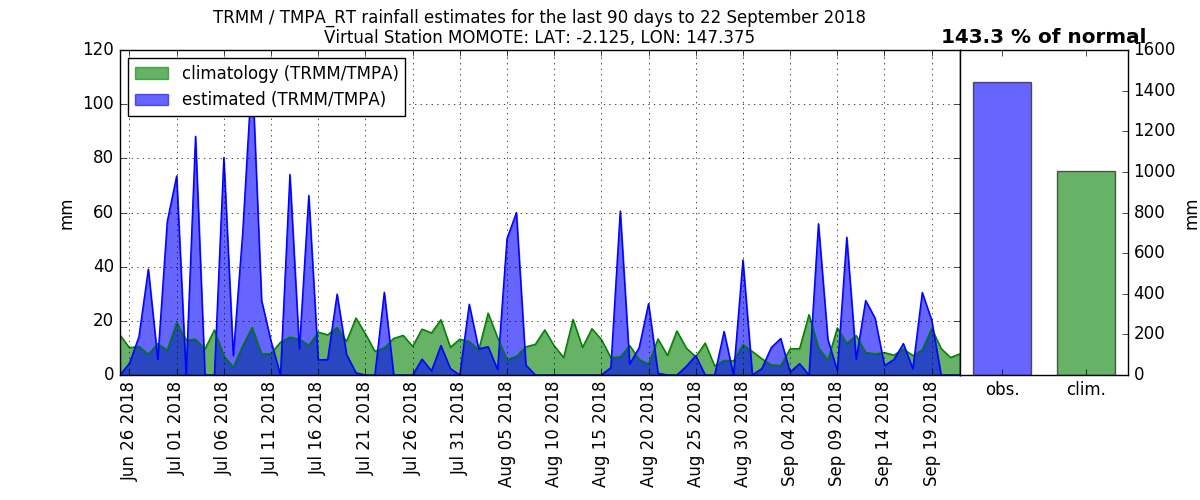 TRMM / TMPA_RT rainfall estimates for the last 90 days to 22 September 2018
Virtual Station MOMOTE: LAT: -2.125, LON: 147.375
143.3 % of normal
climatology (TRMM/TMPA)
estimated (TRMM/TMPA)
mm
120
100
80
60
40
20
0
Jun 26 2018
Jul 01 2018
Jul 06 2018
Jul 11 2018
Jul 16 2018
Jul 21 2018
Jul 26 2018
Jul 31 2018
Aug 05 2018
Aug 10 2018
Aug 15 2018
Aug 20 2018
Aug 25 2018
Aug 30 2018
Sep 04 2018
Sep 09 2018
Sep 14 2018
Sep 19 2018
obs.
clim.
1600
1400
1200
1000
800
600
400
200
0
mm